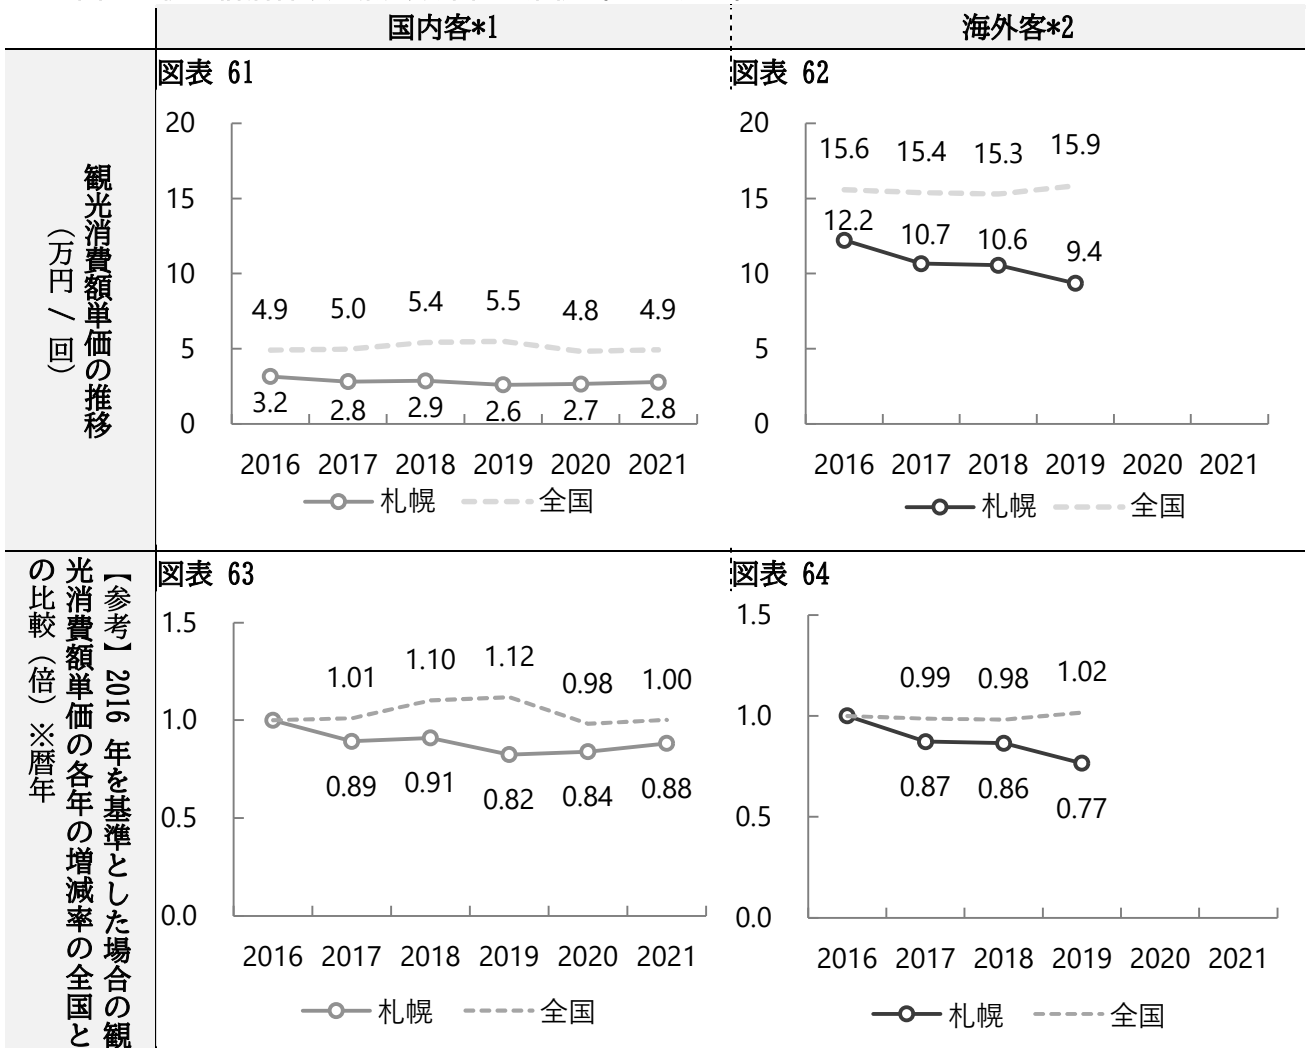 国内客*1
海外客*2
観光消費額単価の推移
（万円/回）
図表 61
20
15
10
5
0
4.9 5.0 5.4 5.5 4.8 4.9
3.2 2.8 2.9 2.6 2.7 2.8
2016 2017 2018 2019 2020 2021
札幌 全国
図表 62
20
15
10
5
0
15.6 15.4 15.3 15.9
12.2 10.7 10.6 9.4
2016 2017 2018 2019 2020 2021
札幌 全国
【参考】2016 年を基準とした場合の観
光消費額単価の各年の増減率の全国と
の比較（倍）※暦年
図表 63
1.5
1.0
0.5
0.0
1.01 1.10 1.12 0.98 1.00
0.89 0.91 0.82 0.84 0.88
2016 2017 2018 2019 2020 2021
札幌 全国
図表 64
1.5
1.0
0.5
0.0
0.99 0.98 1.02
0.87 0.86 0.77
2016 2017 2018 2019 2020 2021
札幌 全国